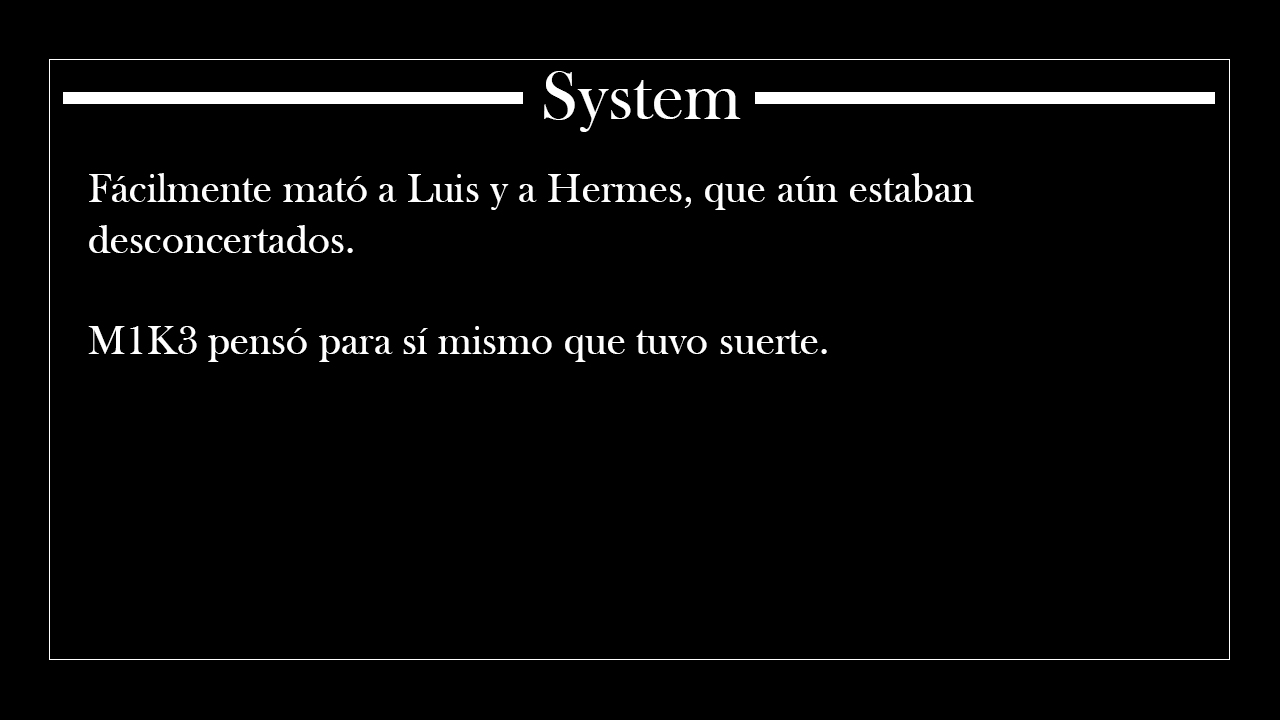 System
Fácilmente mató a Luis y a Hermes, que aún estaban
desconcertados.
M1K3 pensó para sí mismo que tuvo suerte.